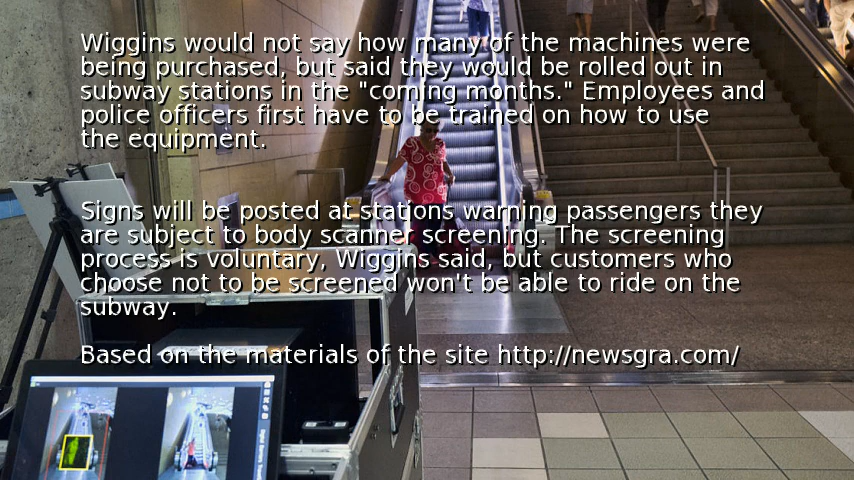 Wiggins would not say how many of the machines were
being purchased, but said they would be rolled out in
subway stations in the "coming months." Employees and
police officers first have to be trained on how to use
the equipment.
Signs will be posted at stations warning passengers they
are subject to body scanner screening. The screening
process is voluntary, Wiggins said, but customers who
choose not to be screened won't be able to ride on the
subway.
Based on the materials of the site http://newsgra.com/